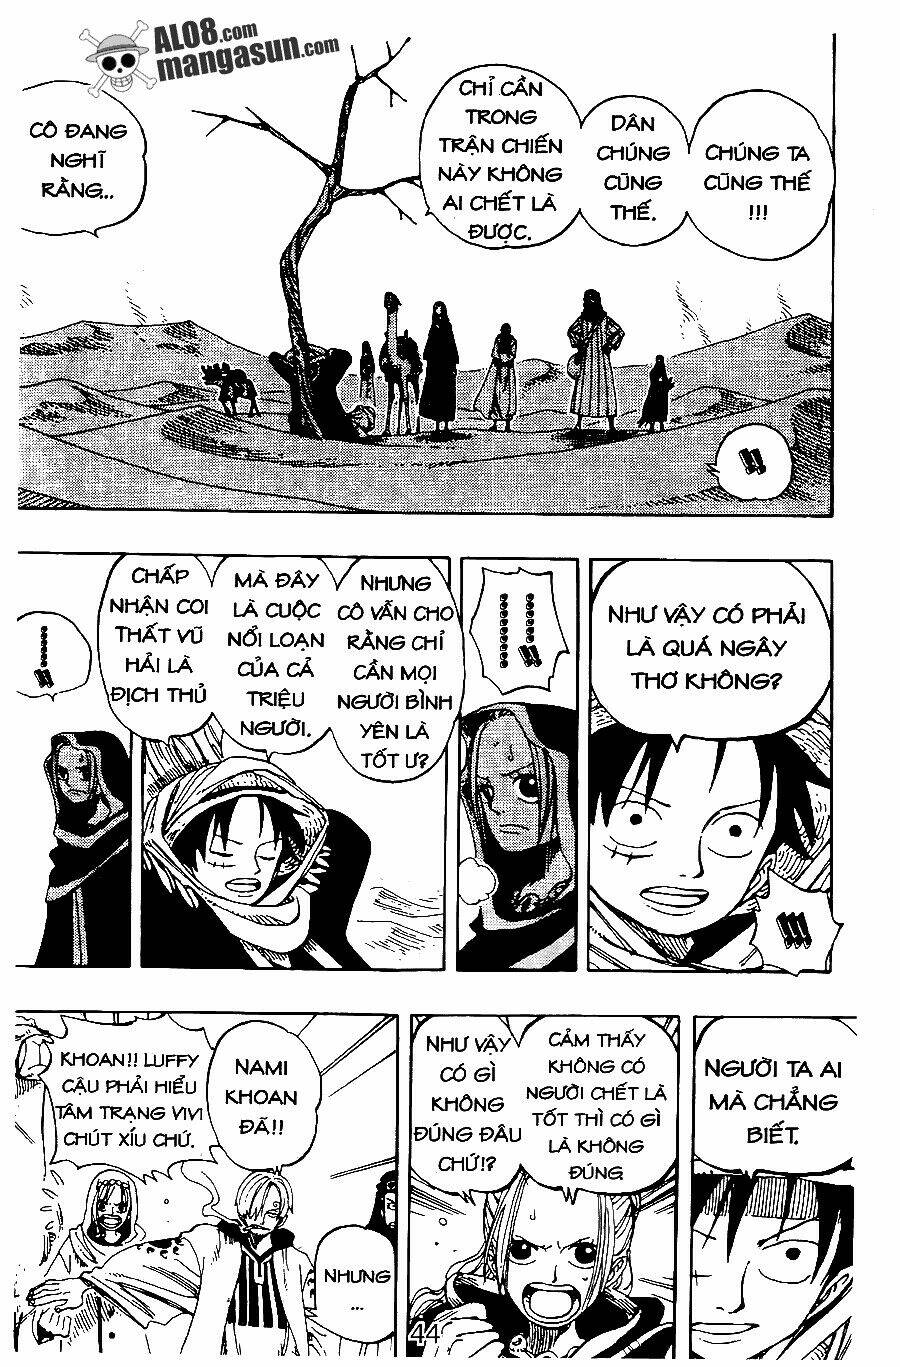 AL08.com
mangasun.com
CHÚNG TA
CŨNG THẾ
!!!
DÂN
CHÚNG
CŨNG
THẾ.
CHỈ CẦN
TRONG
TRẬN CHIẾN
NÀY KHÔNG
AI CHẾT LÀ
ĐƯỢC.
CÔ ĐANG
NGHĨ
RẰNG...
!!
NHƯ VẬY CÓ PHẢI
LÀ QUÁ NGÂY
THƠ KHÔNG?
!!!
NHƯNG
CÔ VẪN CHO
RẰNG CHỈ
CẦN MỌI
NGƯỜI BÌNH
YÊN LÀ
TỐT Ư?
MÀ ĐÂY
LÀ CUỘC
NỔI LOẠN
CỦA CẢ
TRIỆU
NGƯỜI.
CHẤP
NHẬN COI
THẤT VŨ
HẢI LÀ
ĐỊCH THỦ
NGƯỜI TA AI
MÀ CHẲNG
BIẾT.
CẢM THẤY
KHÔNG CÓ
NGƯỜI CHẾT LÀ
TỐT THÌ CÓ GÌ
LÀ KHÔNG
ĐÚNG
NHƯ VẬY
CÓ GÌ
KHÔNG
ĐÚNG ĐÂU
CHỨ!?
NAMI
KHOAN
ĐÃ!!
KHOAN!! LUFFY
CẬU PHẢI HIỂU
TÂM TRẠNG VIVI
CHÚT XÍU CHỨ.
NHƯNG
...
44